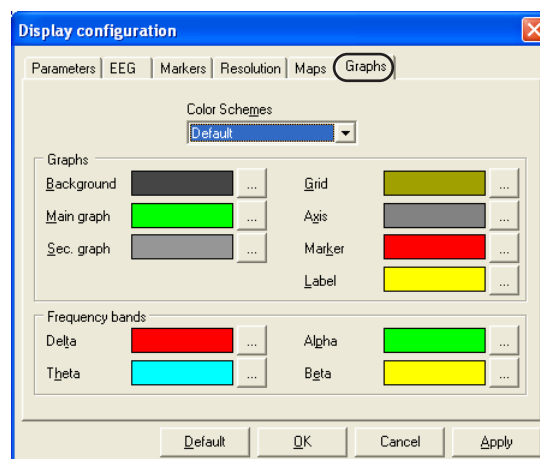 Display configuration
Parameters EEG Markers Resolution Maps Graphs
Color Schemes
Default
Graphs
Background ... Grid ...
Main graph ... Axis ...
Sec. graph ... Marker ...
Label ...
Frequency bands
Delta ... Alpha ...
Theta ... Beta ...
Default OK Cancel Apply